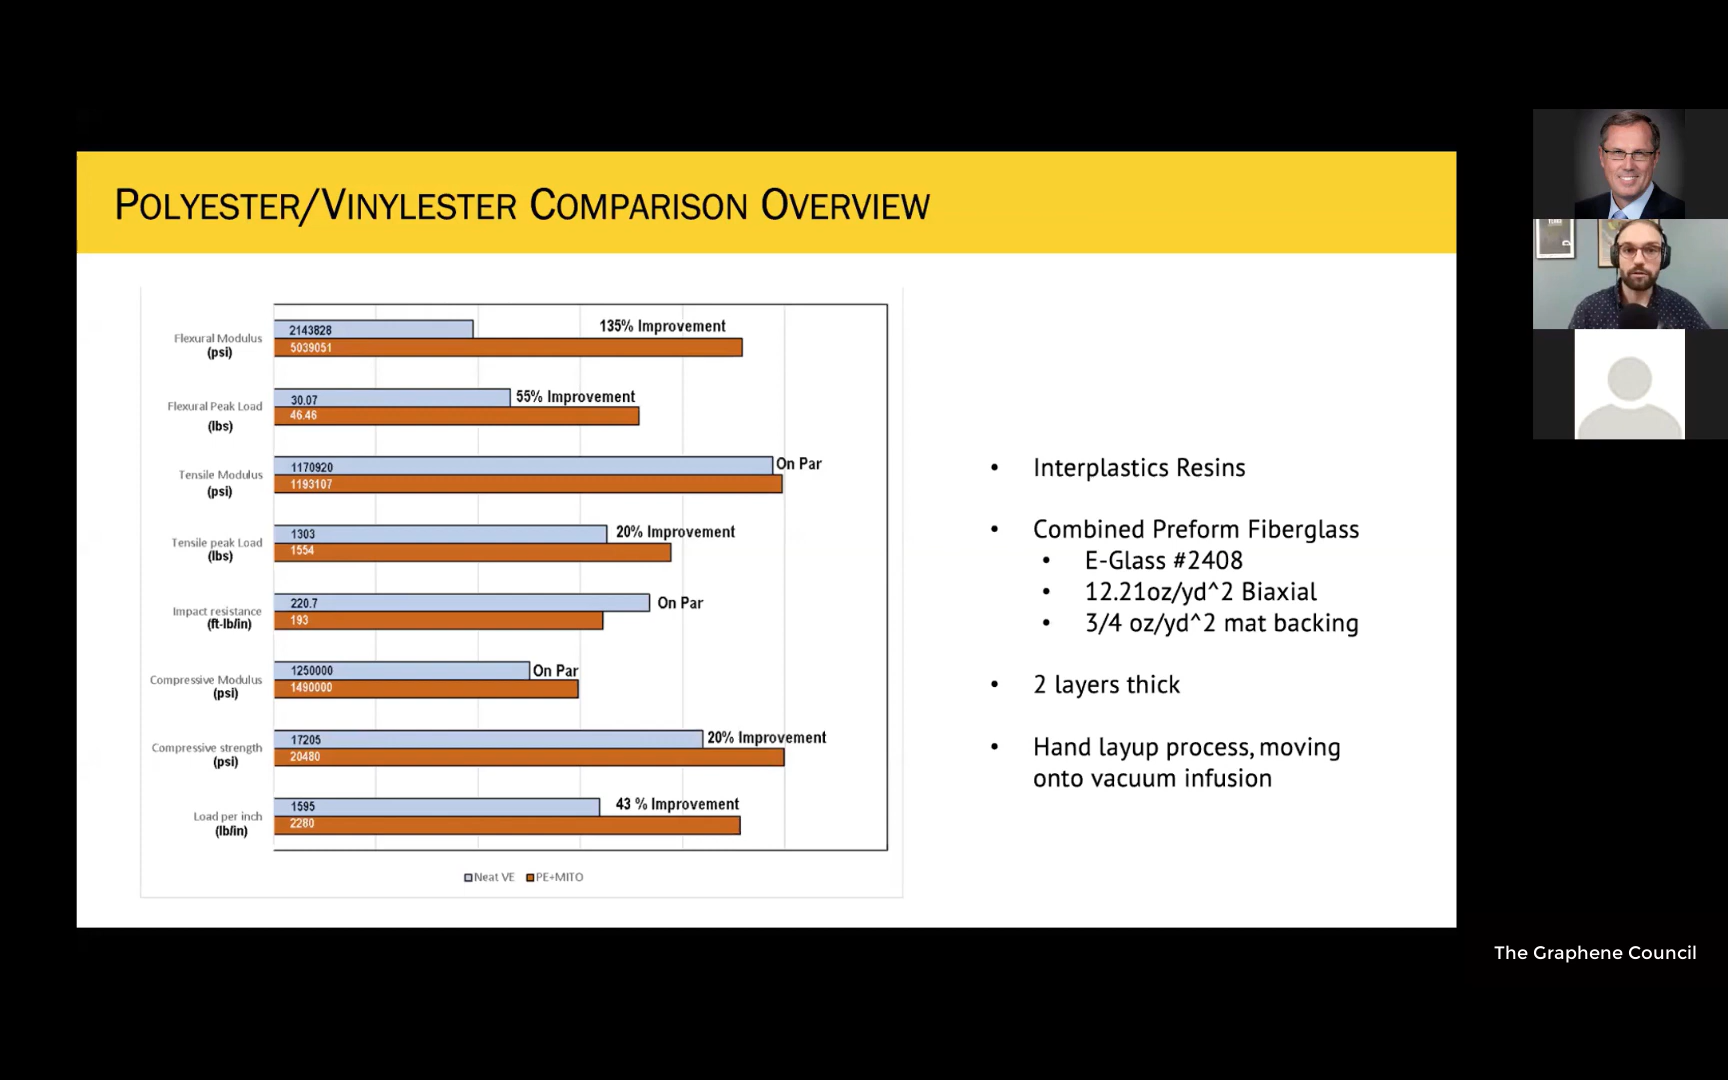 POLYESTER/VINYLESTER COMPARISON OVERVIEW
Flexural Modulus
(psi)
2143828
5039051
135% Improvement
Flexural Peak Load
(lbs)
30.07
46.46
55% Improvement
Tensile Modulus
(psi)
1170920
1193107
On Par
Tensile peak Load
(lbs)
1303
1554
20% Improvement
Impact resistance
(ft-lb/in)
220.7
193
On Par
Compressive Modulus
(psi)
1250000
1490000
On Par
Compressive strength
(psi)
17205
20480
20% Improvement
Load per inch
(lb/in)
1595
2280
43 % Improvement
Neat VE PE+MITO
• Interplastics Resins
• Combined Preform Fiberglass
• E-Glass #2408
• 12.21oz/yd^2 Biaxial
• 3/4 oz/yd^2 mat backing
• 2 layers thick
• Hand layup process, moving
onto vacuum infusion
The Graphene Council